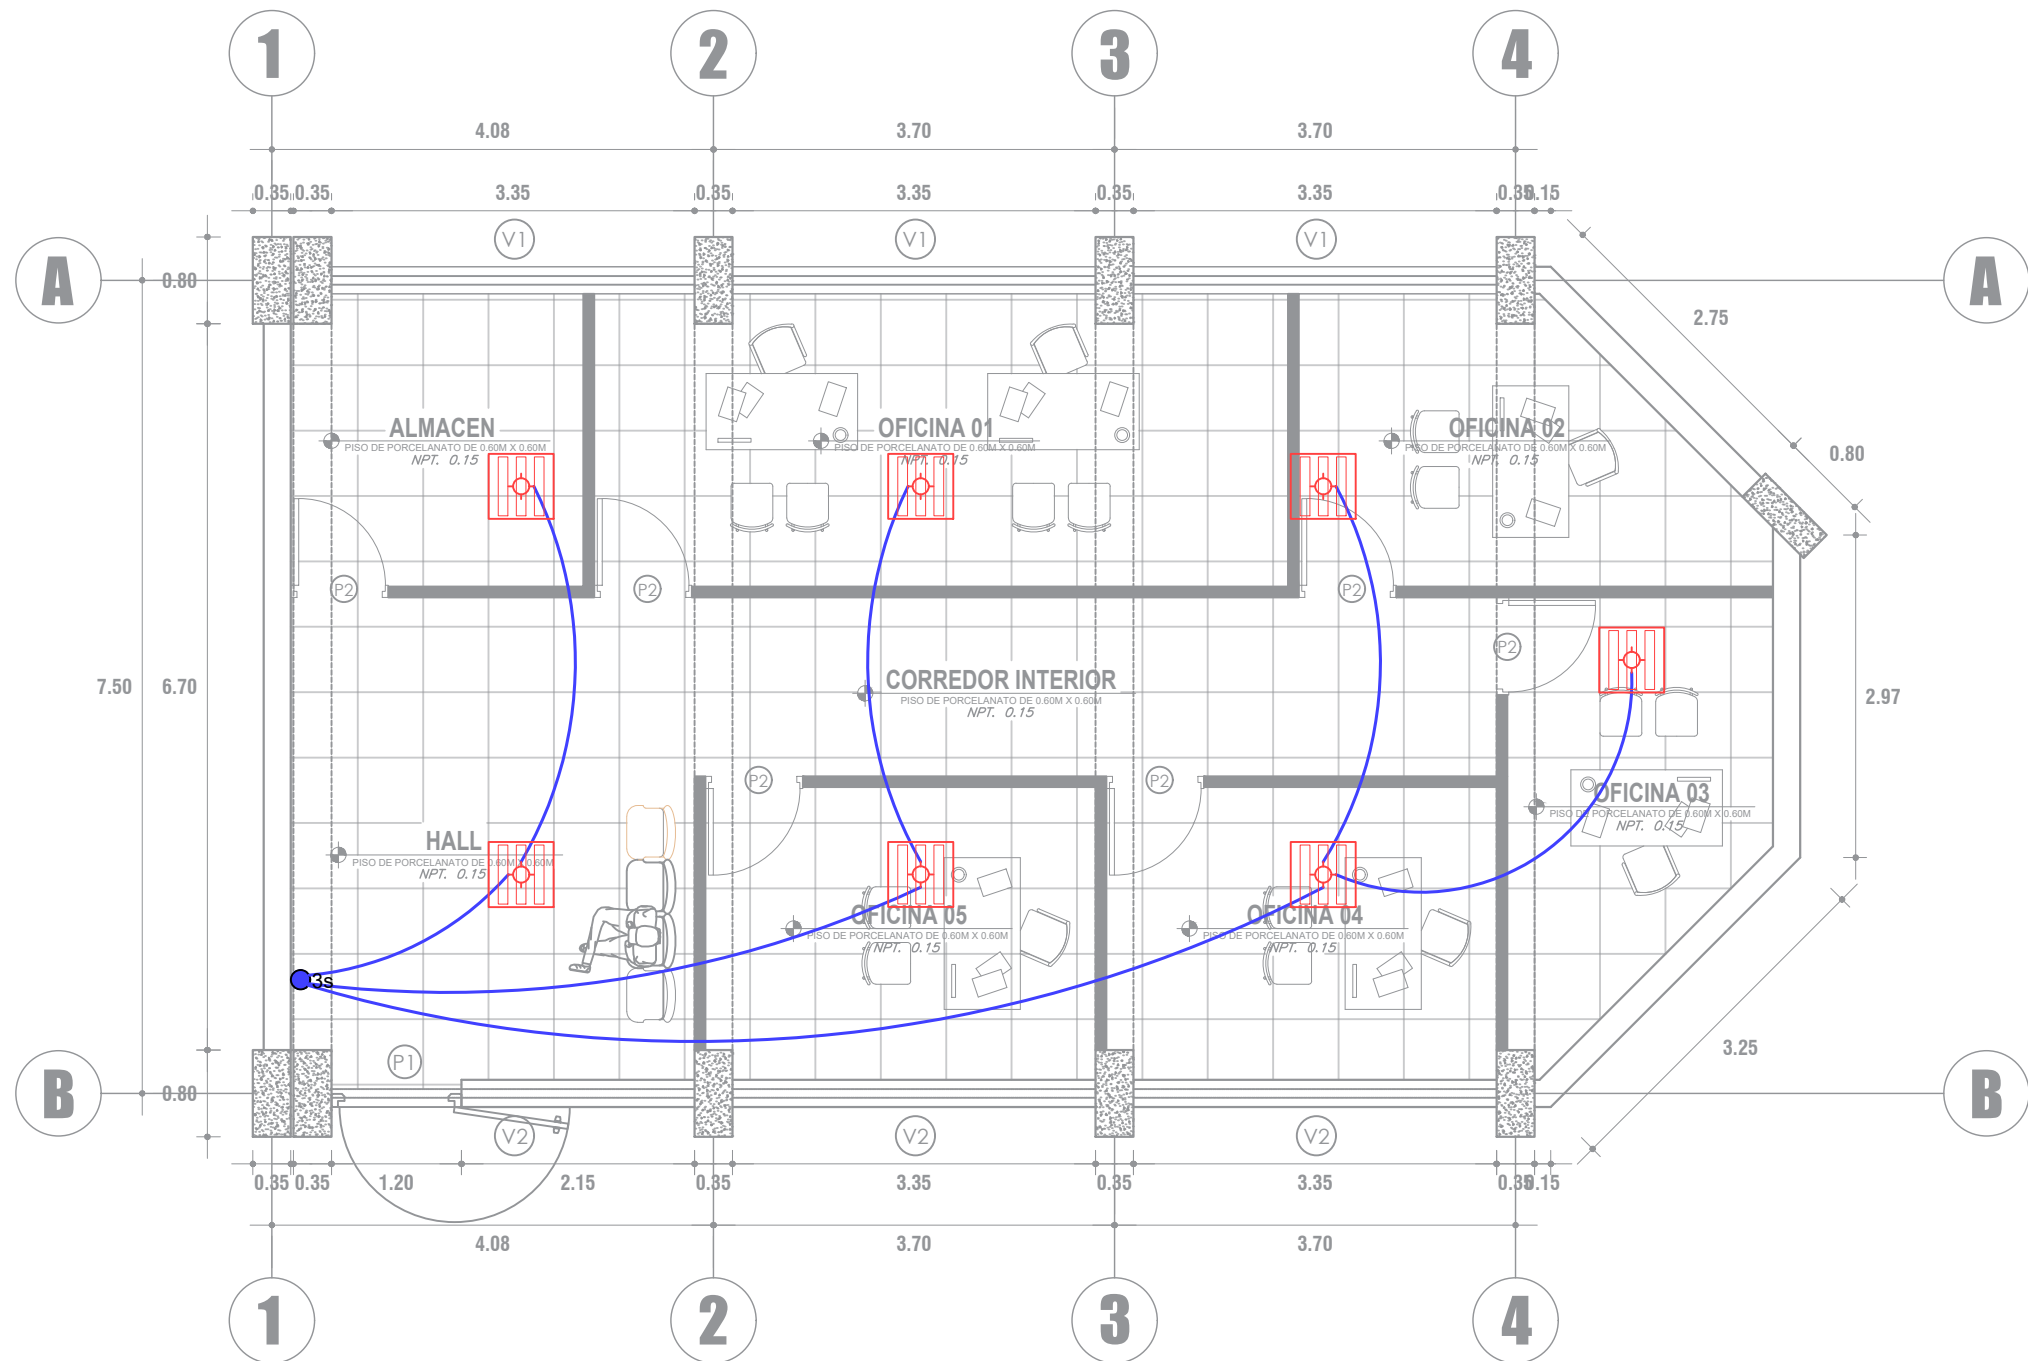 1 2 3 4
4.08 3.70 3.70
0.35 0.35 3.35 0.35 3.35 0.35 3.35 0.35 0.15
V1 V1 V1
A A
0.80
2.75
0.80
ALMACEN
PISO DE PORCELANATO DE 0.60M X 0.60M
NPT. 0.15
OFICINA 01
PISO DE PORCELANATO DE 0.60M X 0.60M
NPT. 0.15
OFICINA 02
PISO DE PORCELANATO DE 0.60M X 0.60M
NPT. 0.15
P2 P2 P2
P2
7.50 6.70
CORREDOR INTERIOR
PISO DE PORCELANATO DE 0.60M X 0.60M
NPT. 0.15
2.97
P2 P2
OFICINA 03
PISO DE PORCELANATO DE 0.60M X 0.60M
NPT. 0.15
HALL
PISO DE PORCELANATO DE 0.60M X 0.60M
NPT. 0.15
OFICINA 05
PISO DE PORCELANATO DE 0.60M X 0.60M
NPT. 0.15
OFICINA 04
PISO DE PORCELANATO DE 0.60M X 0.60M
NPT. 0.15
3s
3.25
P1
B B
0.80
V2 V2 V2
0.35 0.35 1.20 2.15 0.35 3.35 0.35 3.35 0.35 0.15
4.08 3.70 3.70
1 2 3 4